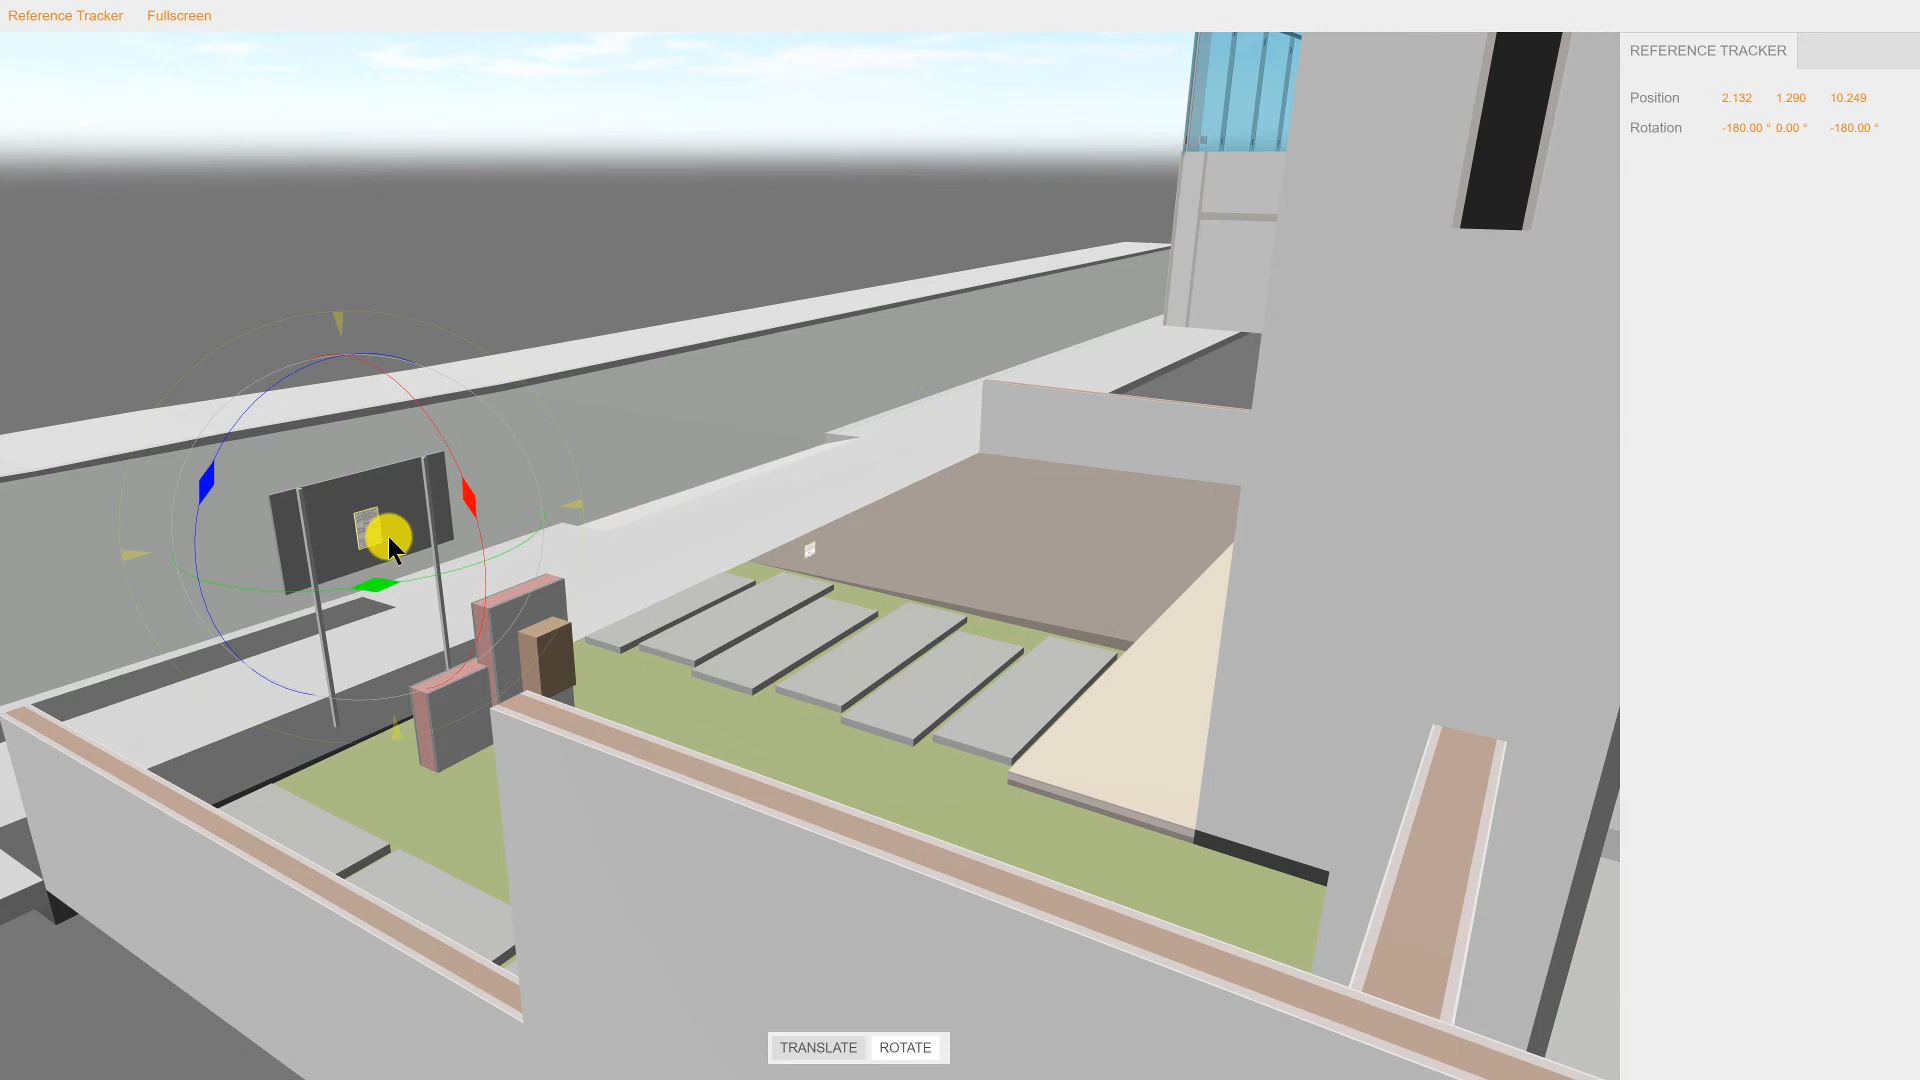 Reference Tracker Fullscreen
REFERENCE TRACKER
Position 2.132 1.290 10.249
Rotation -180.00 ° 0.00 ° -180.00 °
TRANSLATE ROTATE